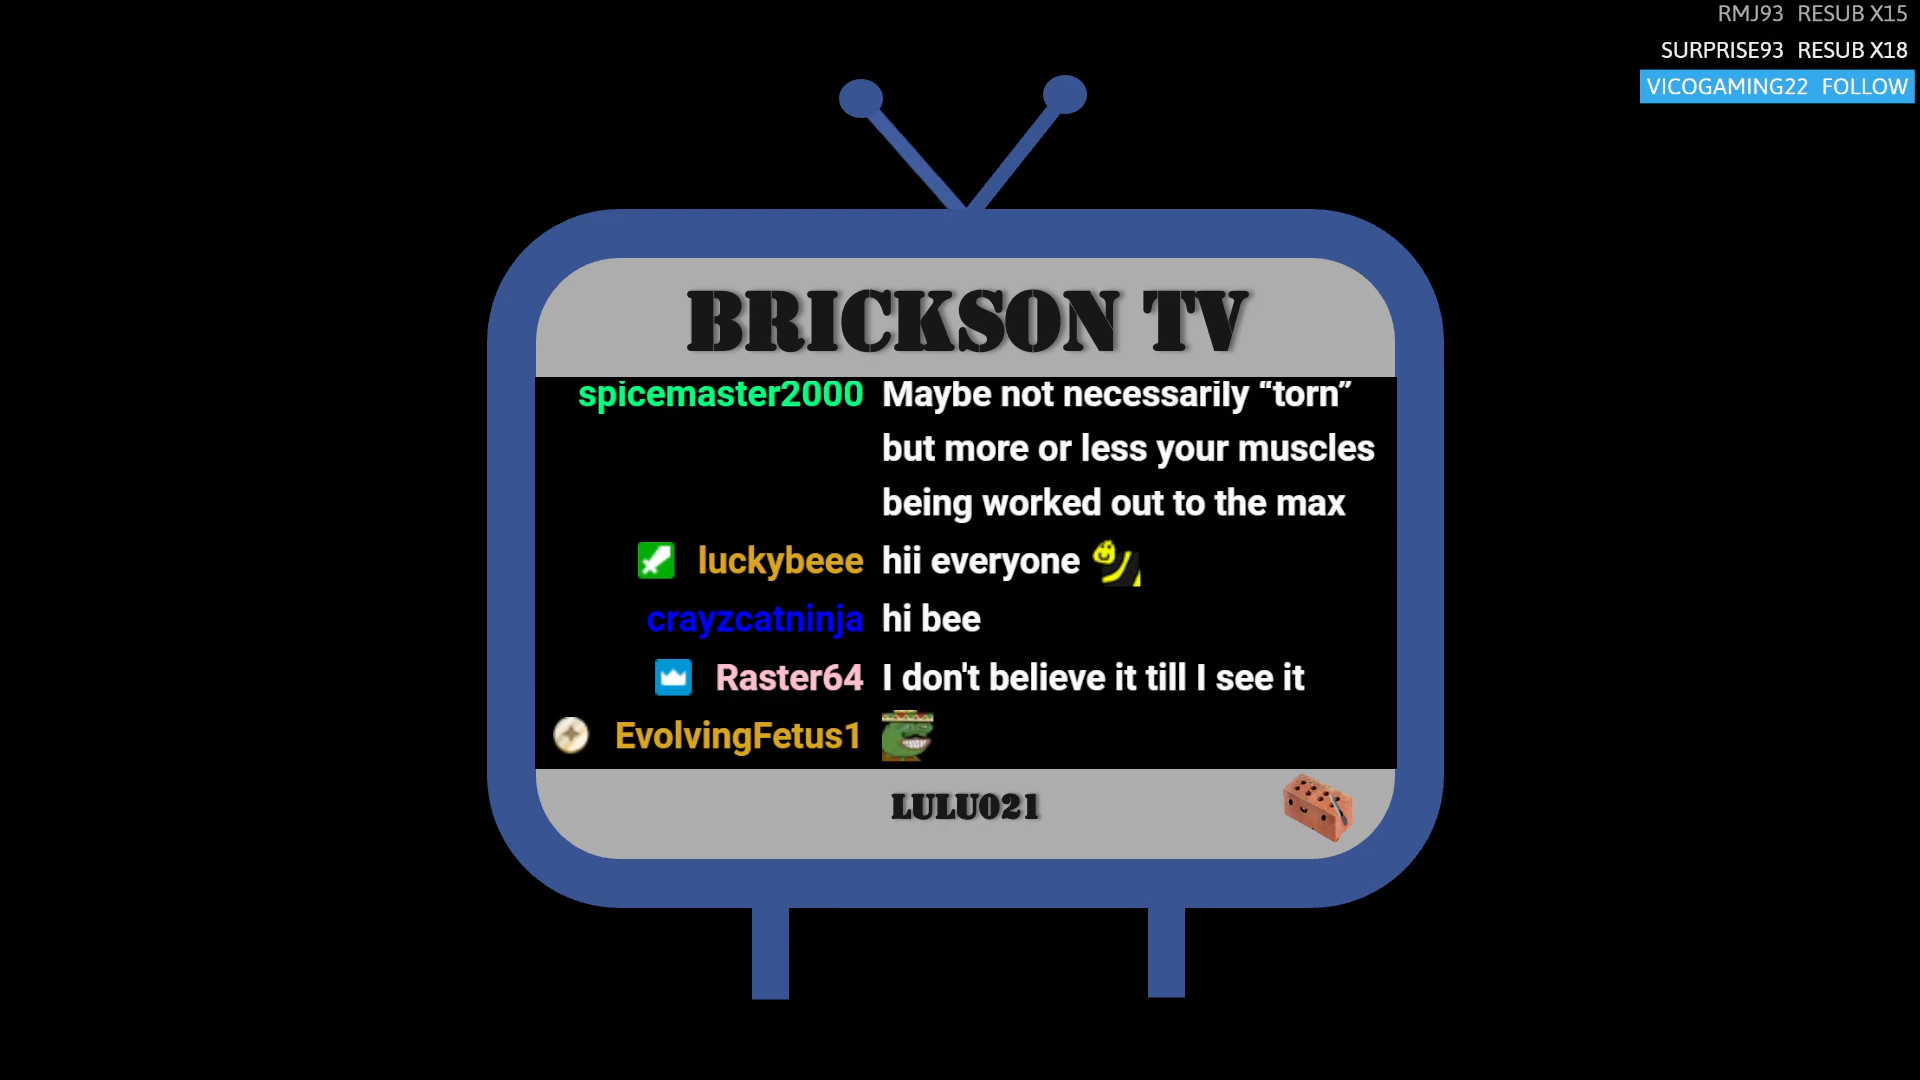 RMJ93 RESUB X15
SURPRISE93 RESUB X18
VICOGAMING22 FOLLOW
BRICKSON TV
spicemaster2000 Maybe not necessarily “torn”
but more or less your muscles
being worked out to the max
luckybeee hii everyone
crayzcatninja hi bee
Raster64 I don't believe it till I see it
EvolvingFetus1
LULU021